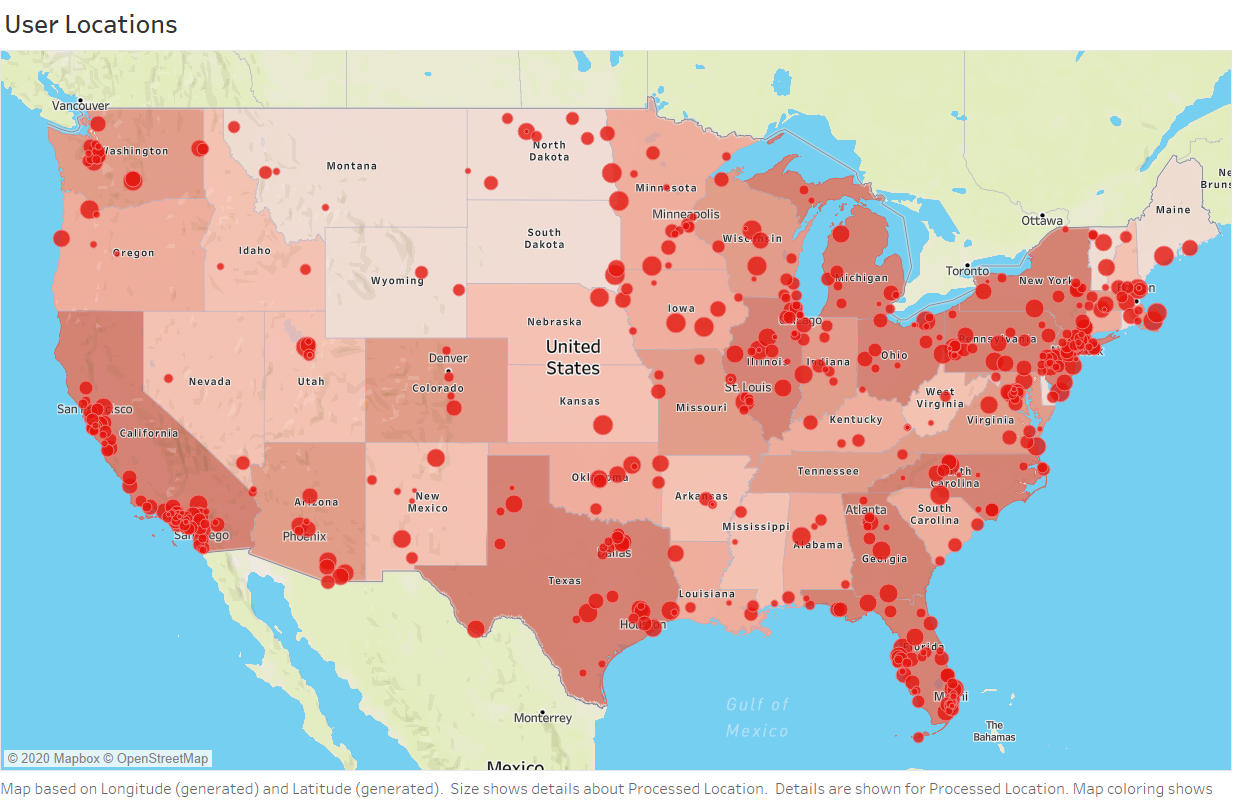 User Locations
Vancouver
Washington
Montana
North
Dakota
Minnesota
Ottawa
Maine
Minneapolis
Oregon
Idaho
South
Dakota
Wisconsin
Toronto
Michigan
New York
Wyoming
Iowa
Nebraska
United
States
Pennsylvania
Denver
Nevada
Utah
Colorado
Illinois
Indiana
Ohio
St. Louis
Kansas
Missouri
West
Virginia
Virginia
California
Kentucky
Oklahoma
Tennessee
Arizona
New
Mexico
Arkansas
Carolina
Phoenix
Mississippi
Atlanta
South
Carolina
Alabama
Georgia
Texas
Louisiana
Houston
Gulf of
Mexico
Monterrey
The
Bahamas
Mexico
© 2020 Mapbox © OpenStreetMap
Map based on Longitude (generated) and Latitude (generated).  Size shows details about Processed Location.  Details are shown for Processed Location. Map coloring shows